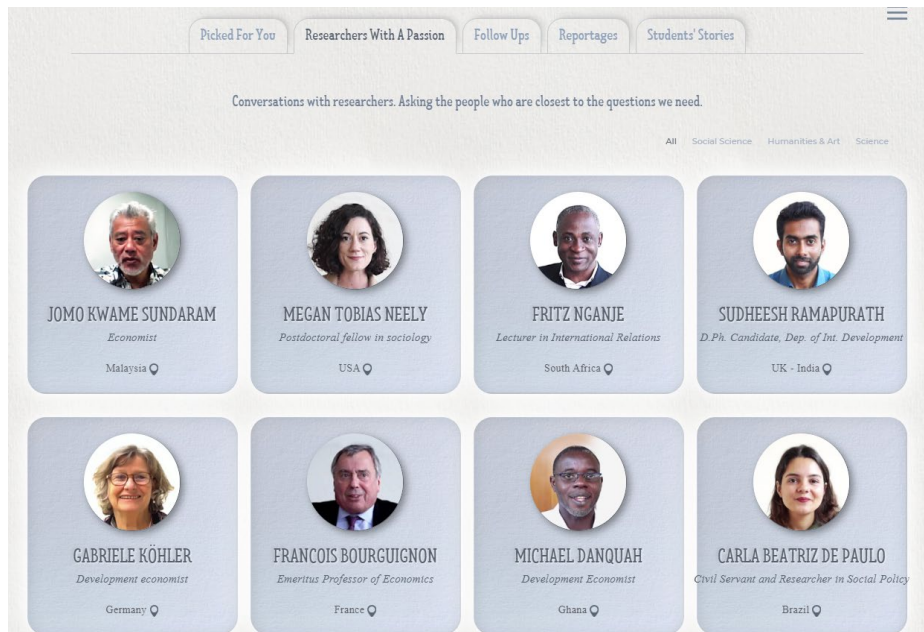 Picked For You
Researchers With A Passion
Follow Ups
Reportages
Students' Stories
Conversations with researchers. Asking the people who are closest to the questions we need.
All
Social Science
Humanities & Art
Science
JOMO KWAME SUNDARAM
Economist
Malaysia
MEGAN TOBIAS NEELY
Postdoctoral fellow in sociology
USA
FRITZ NGANJE
Lecturer in International Relations
South Africa
SUDHEESH RAMAPURATH
D.Ph. Candidate, Dep. of Int. Development
UK - India
GABRIELE KÖHLER
Development economist
Germany
FRANCOIS BOURGUIGNON
Emeritus Professor of Economics
France
MICHAEL DANQUAH
Development Economist
Ghana
CARLA BEATRIZ DE PAULO
Civil Servant and Researcher in Social Policy
Brazil